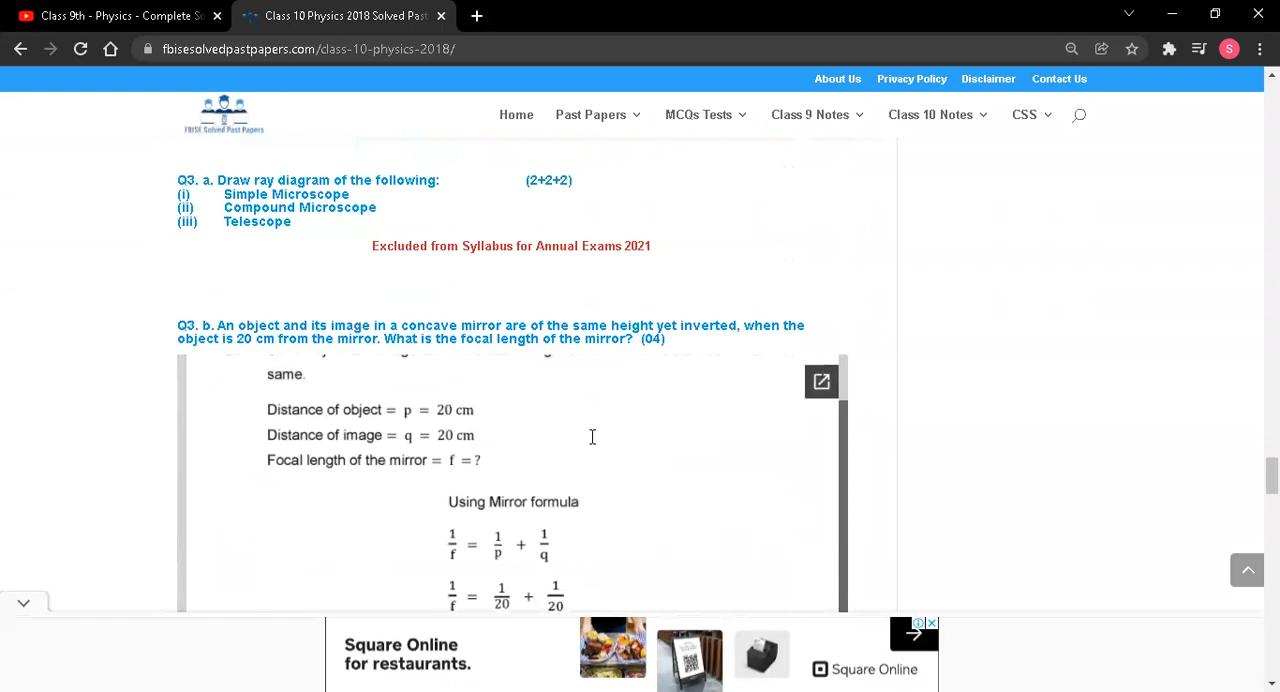 Class 9th - Physics - Complete So
Class 10 Physics 2018 Solved Past
fbisesolvedpastpapers.com/class-10-physics-2018/
S
About Us Privacy Policy Disclaimer Contact Us
FBISE Solved Past Papers
Home Past Papers MCQs Tests Class 9 Notes Class 10 Notes CSS
Q3. a. Draw ray diagram of the following: (2+2+2)
(i) Simple Microscope
(ii) Compound Microscope
(iii) Telescope
Excluded from Syllabus for Annual Exams 2021
Q3. b. An object and its image in a concave mirror are of the same height yet inverted, when the
object is 20 cm from the mirror. What is the focal length of the mirror? (04)
same.
Distance of object = p = 20 cm
Distance of image = q = 20 cm
Focal length of the mirror = f = ?
Using Mirror formula
1/f = 1/p + 1/q
1/f = 1/20 + 1/20
Square Online
for restaurants.
Square Online